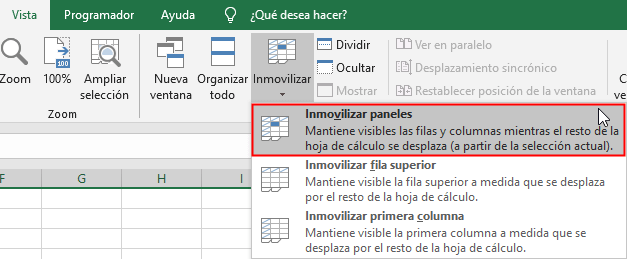 Vista Programador Ayuda ¿Qué desea hacer?
Zoom 100% Ampliar selección Nueva ventana Organizar todo Inmovilizar
Dividir
Ocultar
Mostrar
Ver en paralelo
Desplazamiento sincrónico
Restablecer posición de la ventana
Zoom
Inmovilizar paneles
Mantiene visibles las filas y columnas mientras el resto de la
hoja de cálculo se desplaza (a partir de la selección actual).
Inmovilizar fila superior
Mantiene visible la fila superior a medida que se desplaza
por el resto de la hoja de cálculo.
Inmovilizar primera columna
Mantiene visible la primera columna a medida que se
desplaza por el resto de la hoja de cálculo.
F G H I